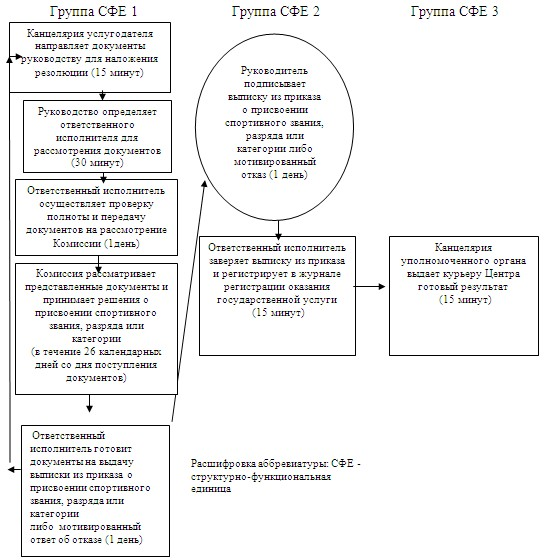 Группа СФЕ 1
Группа СФЕ 2
Группа СФЕ 3
Канцелярия услугодателя
направляет документы
руководству для наложения
резолюции (15 минут)
Руководство определяет
ответственного
исполнителя для
рассмотрения документов
(30 минут)
Ответственный исполнитель
осуществляет проверку
полноты и передачу
документов на рассмотрение
Комиссии (1день)
Комиссия рассматривает
представленные документы и
принимает решения о
присвоении спортивного
звания, разряда или
категории
(в течение 26 календарных
дней со дня поступления
документов)
Ответственный
исполнитель готовит
документы на выдачу
выписки из приказа о
присвоении спортивного
звания, разряда или
категории
либо мотивированный
ответ об отказе (1 день)
Руководитель
подписывает
выписку из приказа
о присвоении
спортивного звания,
разряда или
категории либо
мотивированный
отказ (1 день)
Ответственный исполнитель
заверяет выписку из приказа
и регистрирует в журнале
регистрации оказания
государственной услуги
(15 минут)
Канцелярия
уполномоченного органа
выдает курьеру Центра
готовый результат
(15 минут)
Расшифровка аббревиатуры: СФЕ -
структурно-функциональная
единица